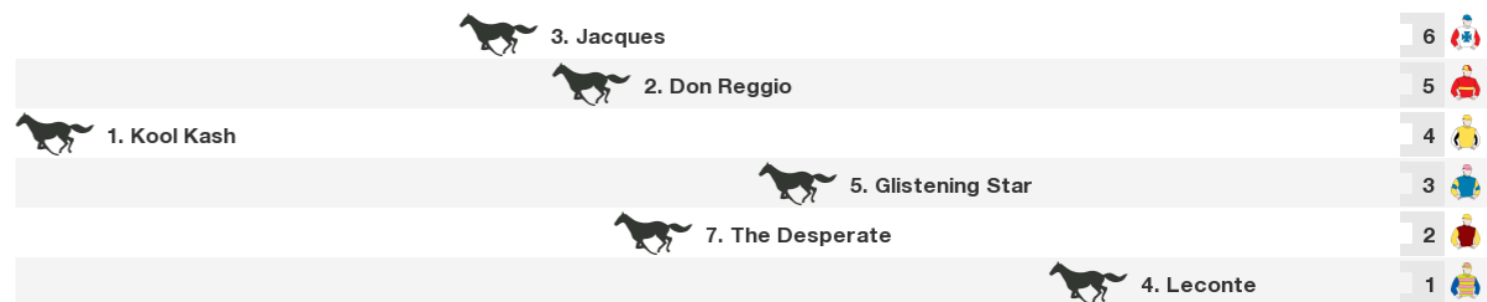 3. Jacques 6
2. Don Reggio 5
1. Kool Kash 4
5. Glistening Star 3
7. The Desperate 2
4. Leconte 1